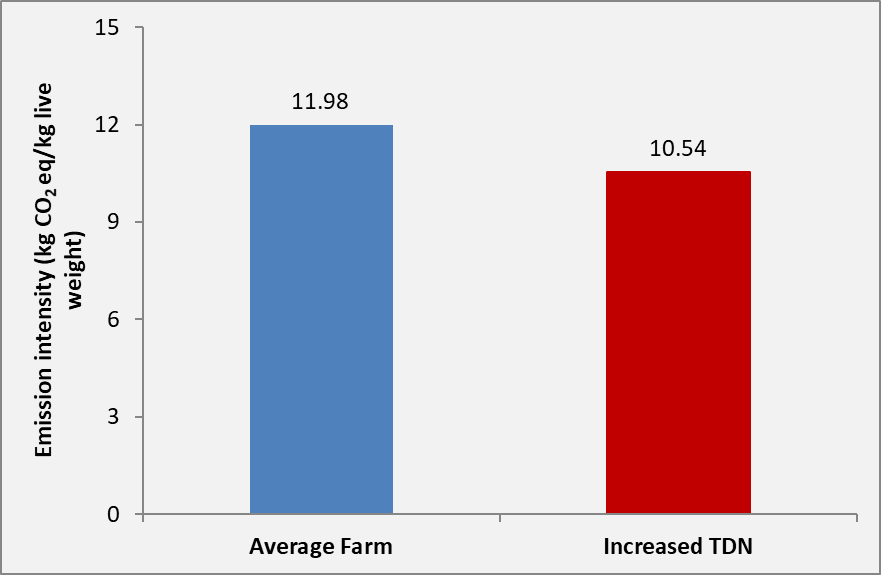 15
12
9
6
3
0
Emission intensity (kg CO2 eq/kg live
weight)
11.98
10.54
Average Farm
Increased TDN